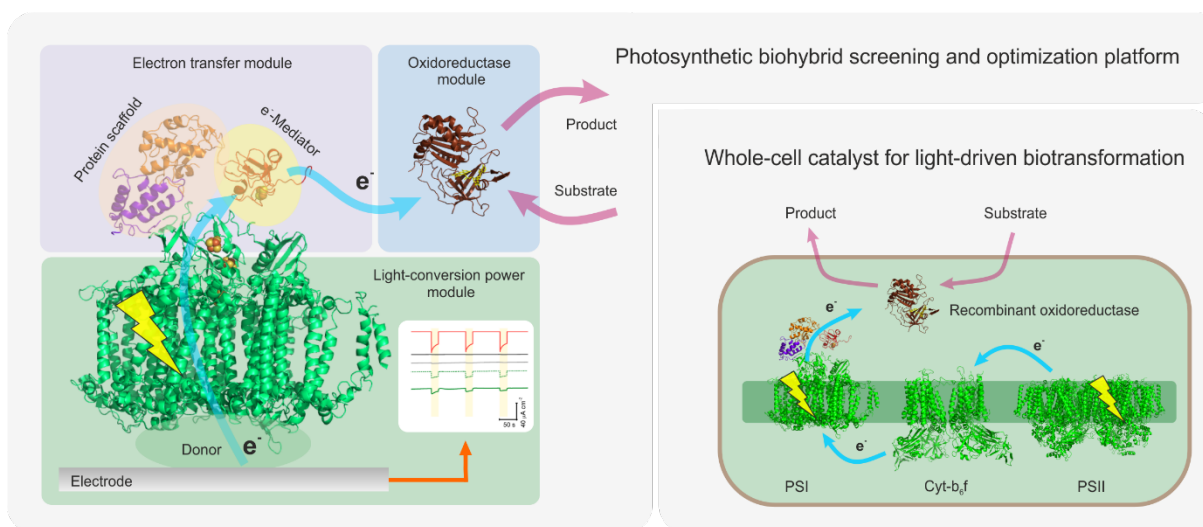 Photosynthetic biohybrid screening and optimization platform
Electron transfer module
Protein scaffold
e⁻-Mediator
e⁻
Oxidoreductase
module
Product
Substrate
Light-conversion power
module
50 s
40 µA cm⁻²
Donor
e⁻
Electrode
Whole-cell catalyst for light-driven biotransformation
Product
Substrate
e⁻
Recombinant oxidoreductase
e⁻
e⁻
PSI
Cyt-b₆f
PSII